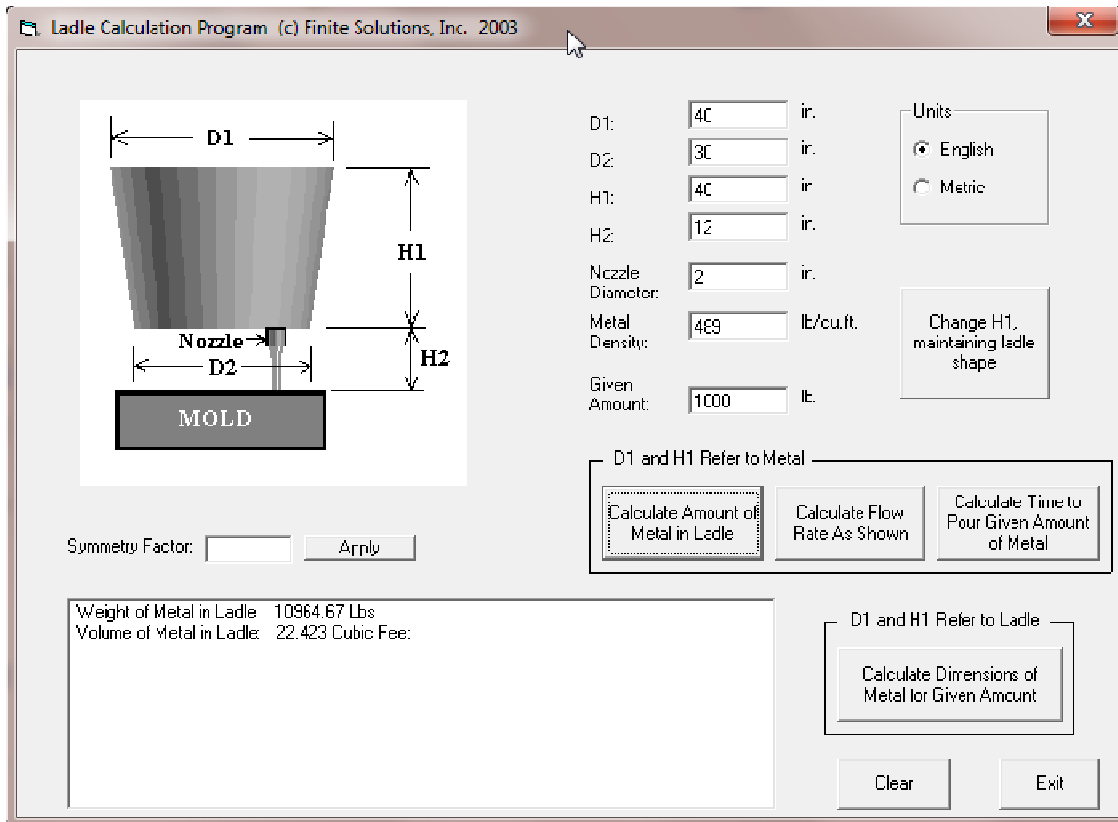 Ladle Calculation Program (c) Finite Solutions, Inc. 2003
D1
H1
Nozzle
D2
H2
MOLD
D1: 40 in.
D2: 30 in.
H1: 40 in
H2: 12 in.
Nozzle
Diameter: 2 in.
Metal
Density: 489 lb/cu.ft.
Given
Amount: 1000 lb.
Units
English
Metric
Change H1,
maintaining ladle
shape
D1 and H1 Refer to Metal
Calculate Amount of
Metal in Ladle
Calculate Flow
Rate As Shown
Calculate Time to
Pour Given Amount
of Metal
Symmetry Factor:
Apply
Weight of Metal in Ladle 10964.67 Lbs
Volume of Metal in Ladle: 22.423 Cubic Feet
D1 and H1 Refer to Ladle
Calculate Dimensions of
Metal for Given Amount
Clear
Exit